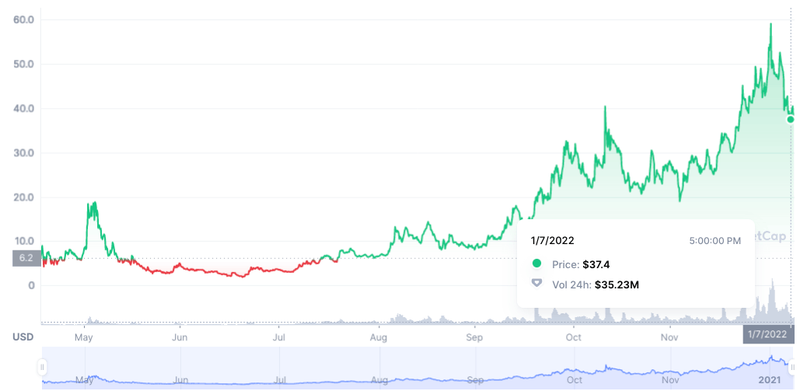 60.0
50.0
40.0
30.0
20.0
10.0
6.2
0
1/7/2022 5:00:00 PM
Price: $37.4
Vol 24h: $35.23M
etCap
USD May Jun Jul Aug Sep Oct Nov 1/7/2022
May Jun Jul Aug Sep Oct Nov 2021